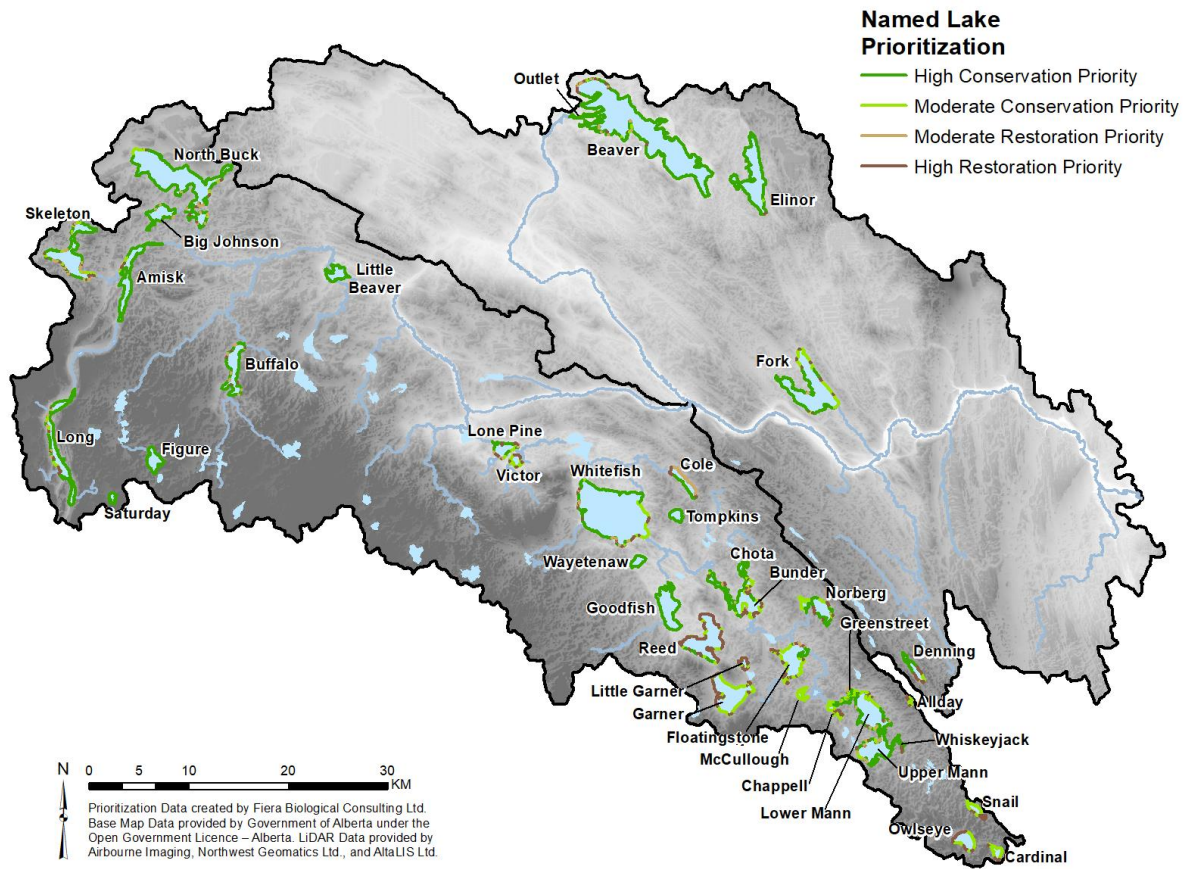 Named Lake
Prioritization
High Conservation Priority
Moderate Conservation Priority
Moderate Restoration Priority
High Restoration Priority
Outlet
Beaver
Elinor
North Buck
Skeleton
Big Johnson
Amisk
Little
Beaver
Buffalo
Fork
Long
Figure
Saturday
Lone Pine
Victor
Whitefish
Cole
Tompkins
Wayetenaw
Chota
Bunder
Goodfish
Norberg
Greenstreet
Reed
Denning
Little Garner
Garner
Allday
Floatingstone
McCullough
Whiskeyjack
Chappell
Upper Mann
Lower Mann
Snail
Owlseye
Cardinal
N
0 5 10 20 30
KM
Prioritization Data created by Fiera Biological Consulting Ltd.
Base Map Data provided by Government of Alberta under the
Open Government Licence – Alberta. LiDAR Data provided by
Airbourne Imaging, Northwest Geomatics Ltd., and AltaLIS Ltd.